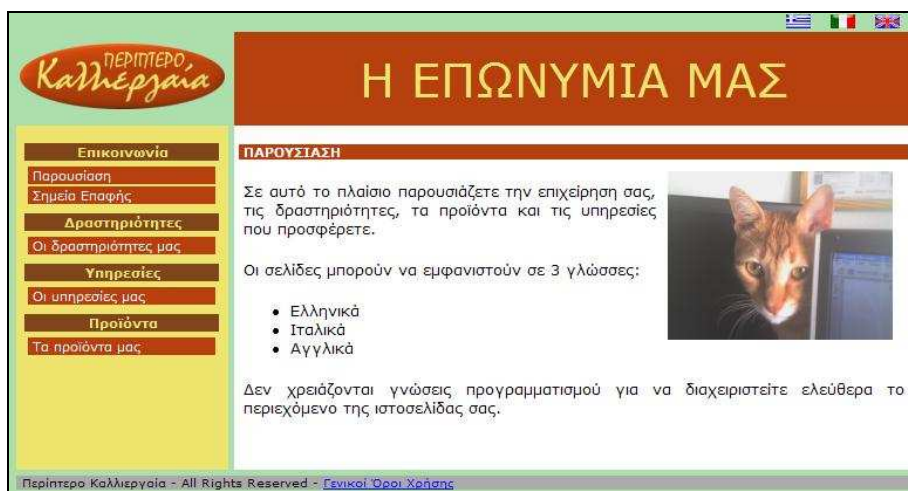 ΠΕΡΙΠΤΕΡΟ
Καλλιεργαία
Η ΕΠΩΝΥΜΙΑ ΜΑΣ
Επικοινωνία
Παρουσίαση
Σημεία Επαφής
Δραστηριότητες
Οι δραστηριότητες μας
Υπηρεσίες
Οι υπηρεσίες μας
Προϊόντα
Τα προϊόντα μας
ΠΑΡΟΥΣΙΑΣΗ
Σε αυτό το πλαίσιο παρουσιάζετε την επιχείρηση σας,
τις δραστηριότητες, τα προϊόντα και τις υπηρεσίες
που προσφέρετε.
Οι σελίδες μπορούν να εμφανιστούν σε 3 γλώσσες:
• Ελληνικά
• Ιταλικά
• Αγγλικά
Δεν χρειάζονται γνώσεις προγραμματισμού για να διαχειριστείτε ελεύθερα το
περιεχόμενο της ιστοσελίδας σας.
Περίπτερο Καλλιεργαία - All Rights Reserved - Γενικοί Όροι Χρήσης